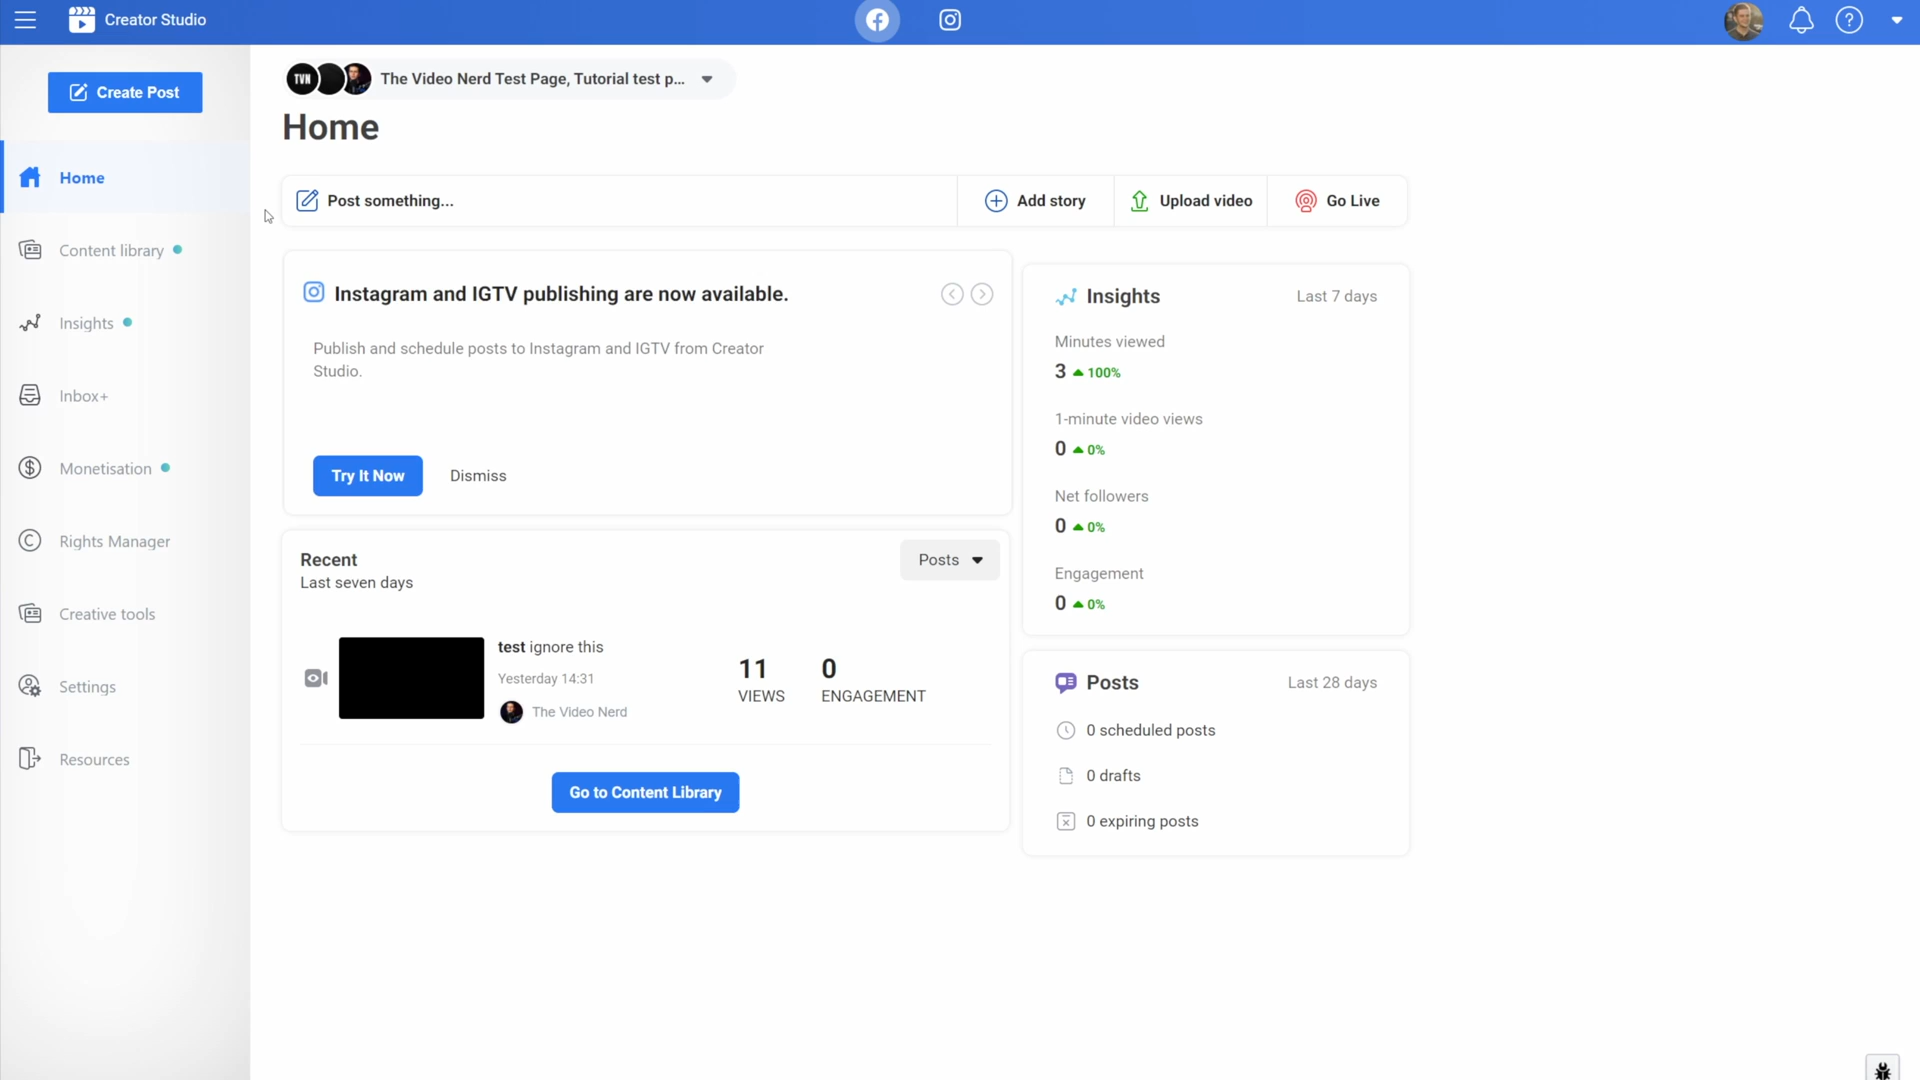 Creator Studio
Create Post
TVN
The Video Nerd Test Page, Tutorial test p...
Home
Home
Content library
Insights
Inbox+
Monetisation
Rights Manager
Creative tools
Settings
Resources
Post something...
Add story
Upload video
Go Live
Instagram and IGTV publishing are now available.
Publish and schedule posts to Instagram and IGTV from Creator
Studio.
Try It Now
Dismiss
Recent
Last seven days
Posts
test ignore this
Yesterday 14:31
The Video Nerd
11
VIEWS
0
ENGAGEMENT
Go to Content Library
Insights
Last 7 days
Minutes viewed
3 100%
1-minute video views
0 0%
Net followers
0 0%
Engagement
0 0%
Posts
Last 28 days
0 scheduled posts
0 drafts
0 expiring posts